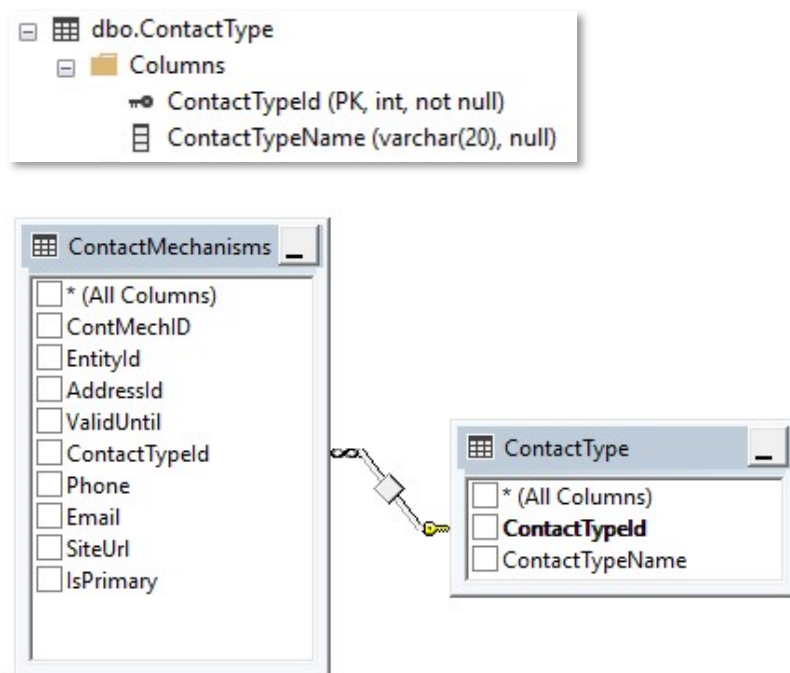 dbo.ContactType
Columns
ContactTypeId (PK, int, not null)
ContactTypeName (varchar(20), null)
ContactMechanisms
* (All Columns)
ContMechID
EntityId
AddressId
ValidUntil
ContactTypeId
Phone
Email
SiteUrl
IsPrimary
ContactType
* (All Columns)
ContactTypeId
ContactTypeName